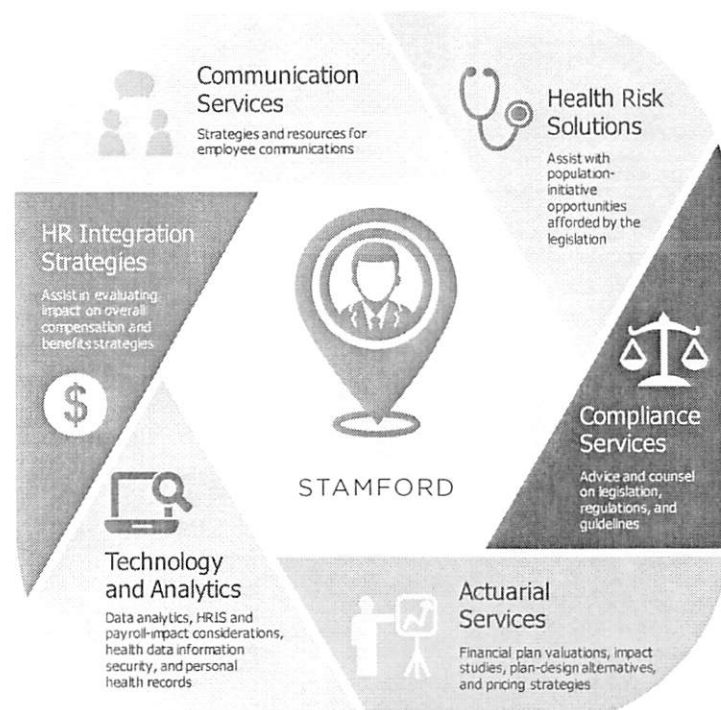 Communication
Services
Strategies and resources for
employee communications
Health Risk
Solutions
Assist with
population-
initiative
opportunities
afforded by the
legislation
HR Integration
Strategies
Assist in evaluating
impact on overall
compensation and
benefits strategies
$
Compliance
Services
Advice and counsel
on legislation,
regulations, and
guidelines
STAMFORD
Technology
and Analytics
Data analytics, HRIS and
payroll-impact considerations,
health data information
security, and personal
health records
Actuarial
Services
Financial plan valuations, impact
studies, plan-design alternatives,
and pricing strategies